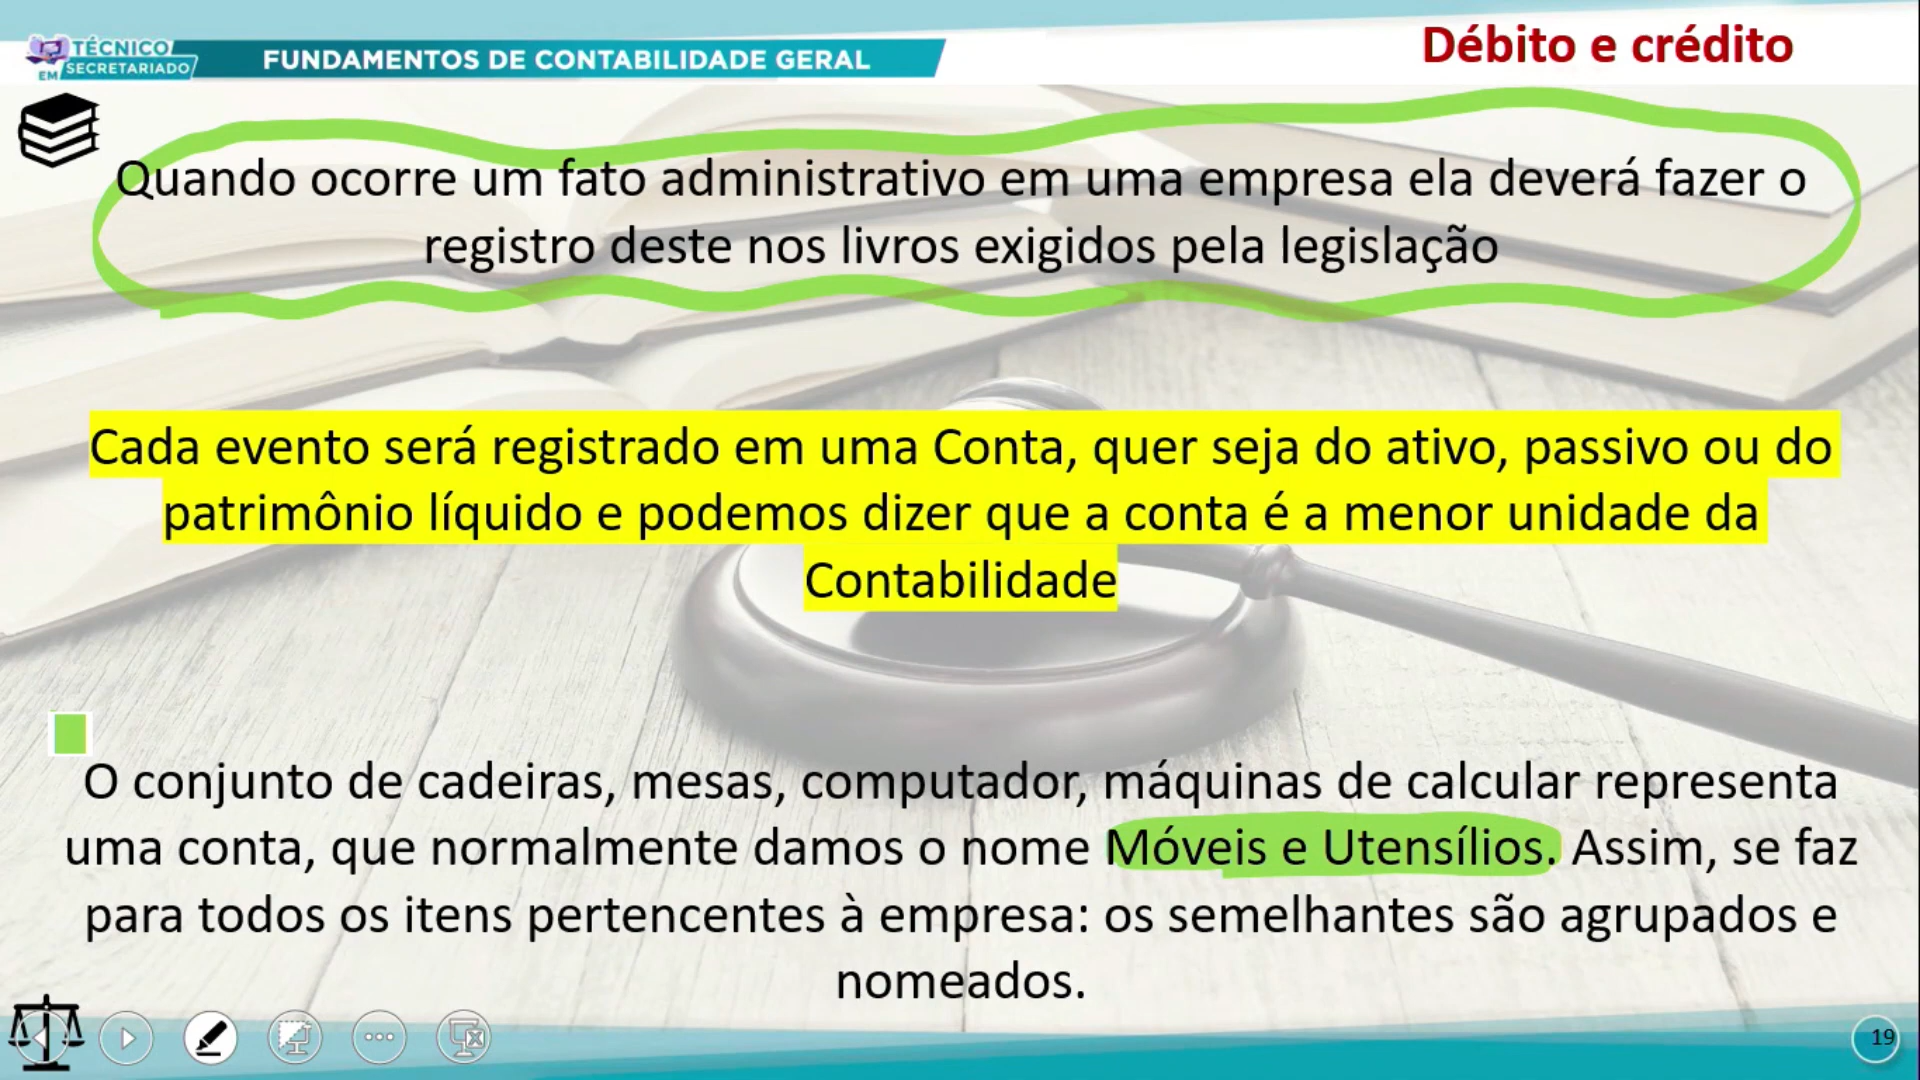 TÉCNICO
EM SECRETARIADO
FUNDAMENTOS DE CONTABILIDADE GERAL
Débito e crédito
Quando ocorre um fato administrativo em uma empresa ela deverá fazer o
registro deste nos livros exigidos pela legislação
Cada evento será registrado em uma Conta, quer seja do ativo, passivo ou do
patrimônio líquido e podemos dizer que a conta é a menor unidade da
Contabilidade
O conjunto de cadeiras, mesas, computador, máquinas de calcular representa
uma conta, que normalmente damos o nome Móveis e Utensílios. Assim, se faz
para todos os itens pertencentes à empresa: os semelhantes são agrupados e
nomeados.
19